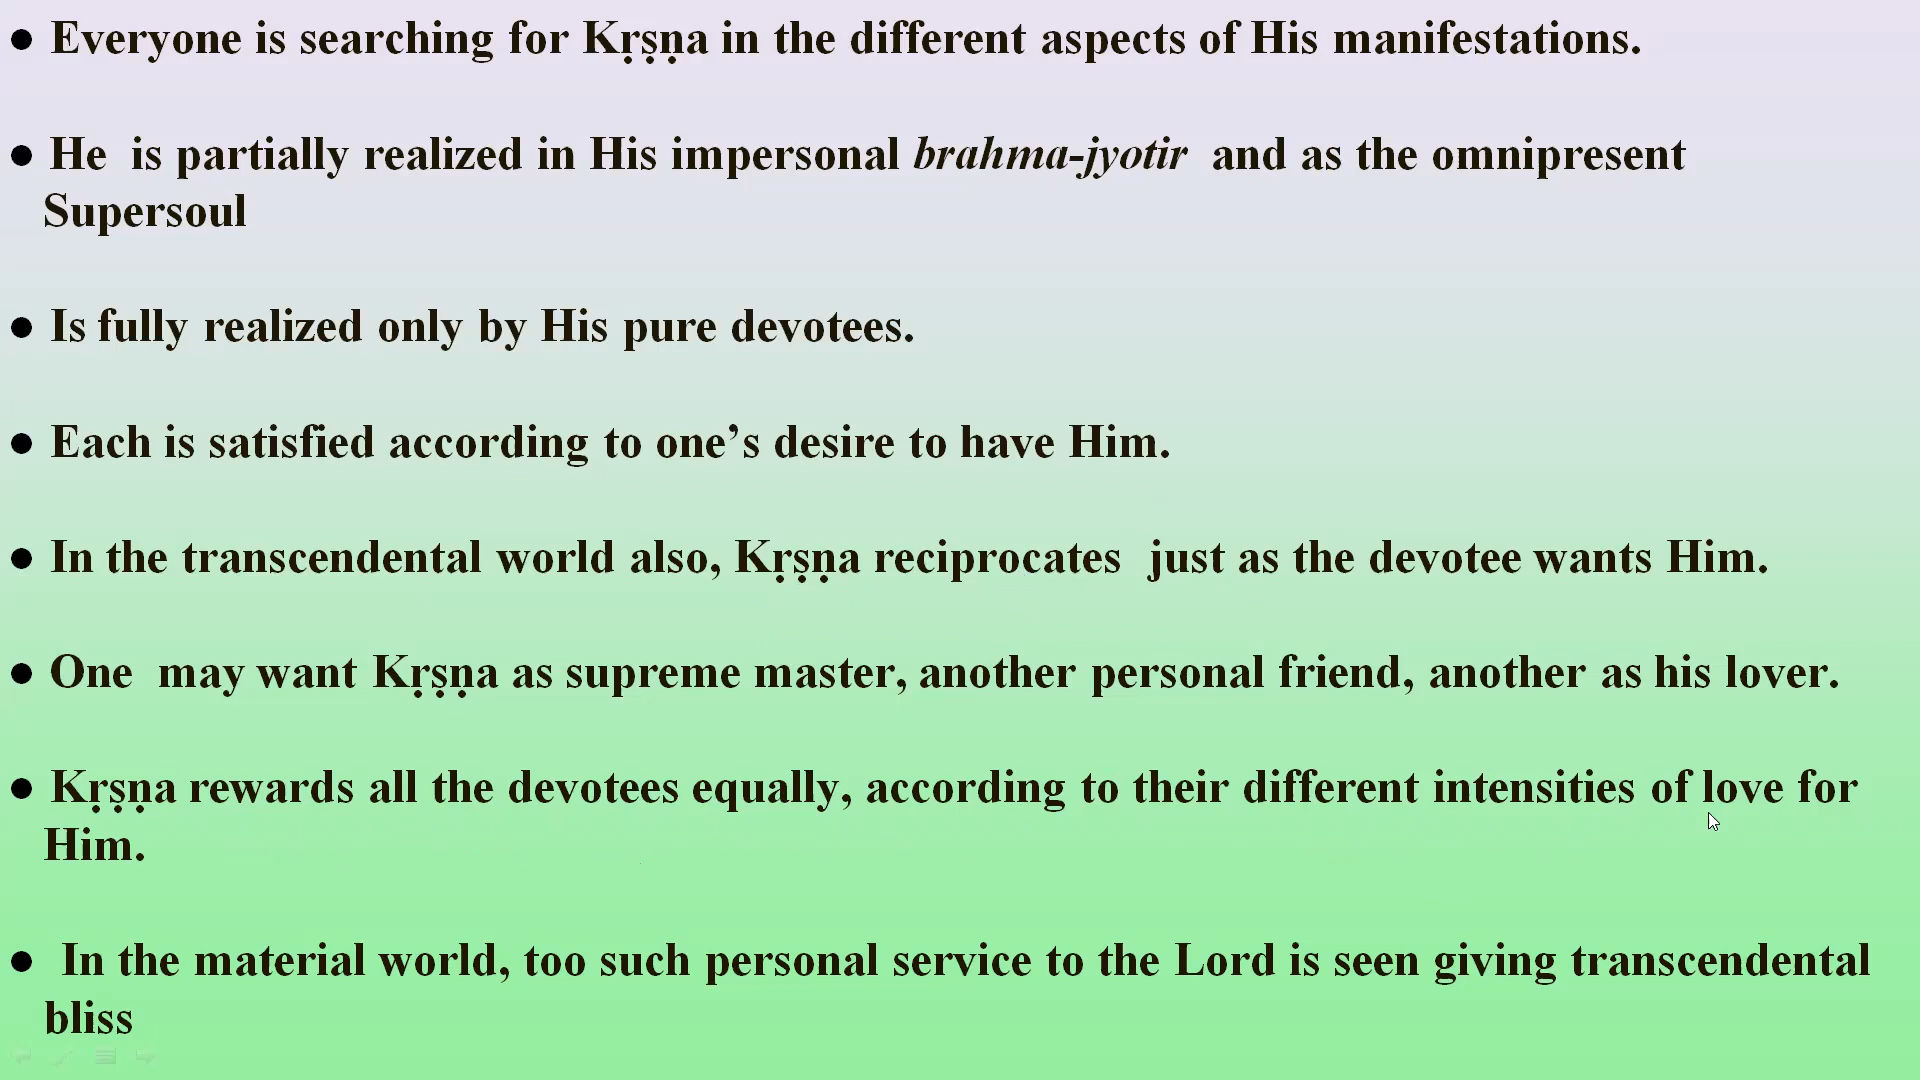 ● Everyone is searching for Kṛṣṇa in the different aspects of His manifestations.
● He is partially realized in His impersonal brahma-jyotir and as the omnipresent
Supersoul
● Is fully realized only by His pure devotees.
● Each is satisfied according to one’s desire to have Him.
● In the transcendental world also, Kṛṣṇa reciprocates just as the devotee wants Him.
● One may want Kṛṣṇa as supreme master, another personal friend, another as his lover.
● Kṛṣṇa rewards all the devotees equally, according to their different intensities of love for
Him.
● In the material world, too such personal service to the Lord is seen giving transcendental
bliss